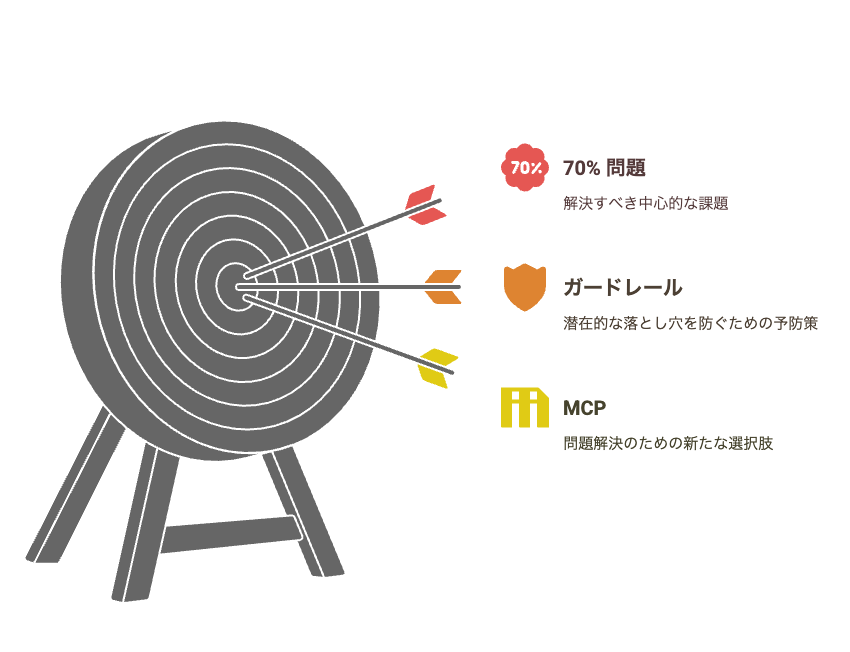 70%
70% 問題
解決すべき中心的な課題
ガードレール
潜在的な落とし穴を防ぐための予防策
MCP
問題解決のための新たな選択肢